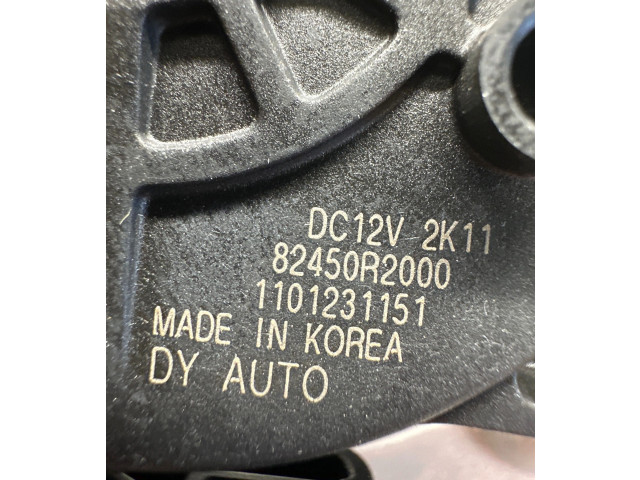 DC12V 2K11
82450R2000
1101231151
MADE IN KOREA
DY AUTO